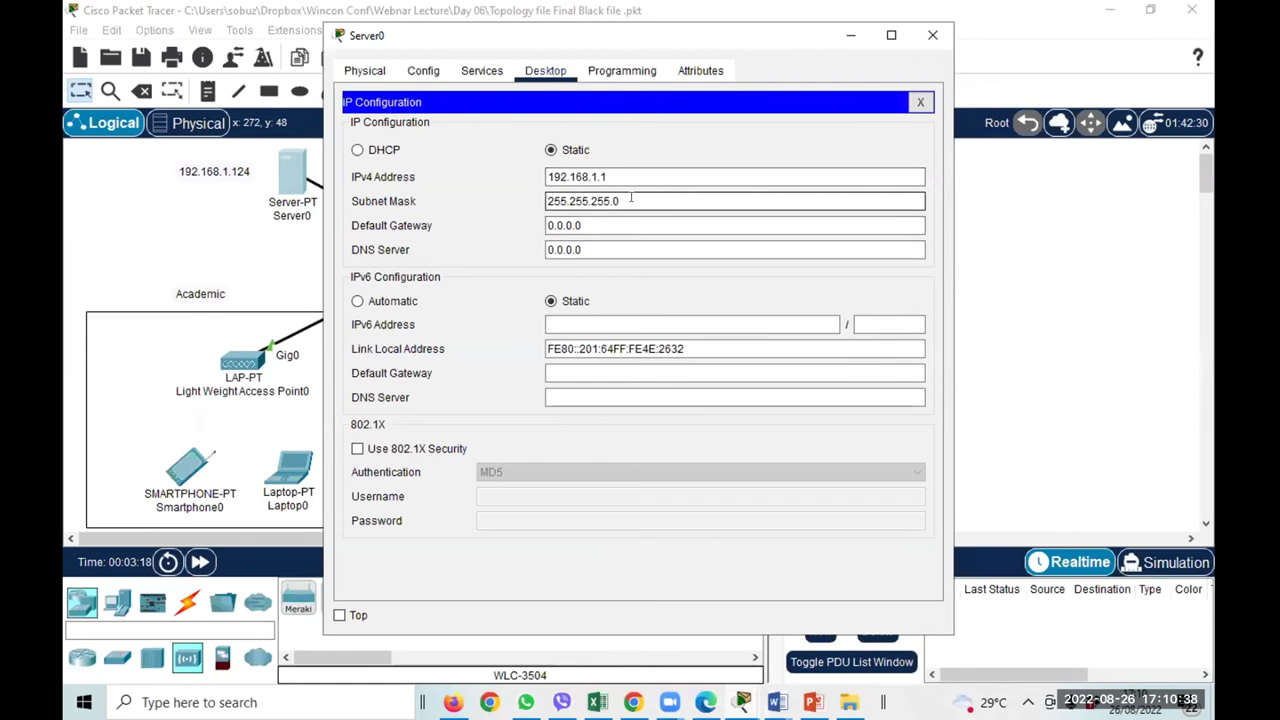 Cisco Packet Tracer - C:\Users\sobuz\Dropbox\Wincon Conf\Webnar Lecture\Day 06\Topology file Final Black file .pkt
File Edit Options View Tools Extensions
Server0
Physical Config Services Desktop Programming Attributes
?
IP Configuration X
Logical Physical x: 272, y: 48
Root 01:42:30
IP Configuration
DHCP Static
192.168.1.124
IPv4 Address 192.168.1.1
Subnet Mask 255.255.255.0
Server-PT
Server0
Default Gateway 0.0.0.0
DNS Server 0.0.0.0
IPv6 Configuration
Academic
Automatic Static
IPv6 Address /
Link Local Address FE80::201:64FF:FE4E:2632
Gig0
Default Gateway
LAP-PT
Light Weight Access Point0
DNS Server
802.1X
Use 802.1X Security
Authentication MD5
Username
Password
SMARTPHONE-PT
Smartphone0
Laptop-PT
Laptop0
Time: 00:03:18
Realtime Simulation
Last Status Source Destination Type Color
Meraki
Top
Toggle PDU List Window
WLC-3504
Type here to search
29°C
2022-08-26 17:10:38
26/08/2022
22